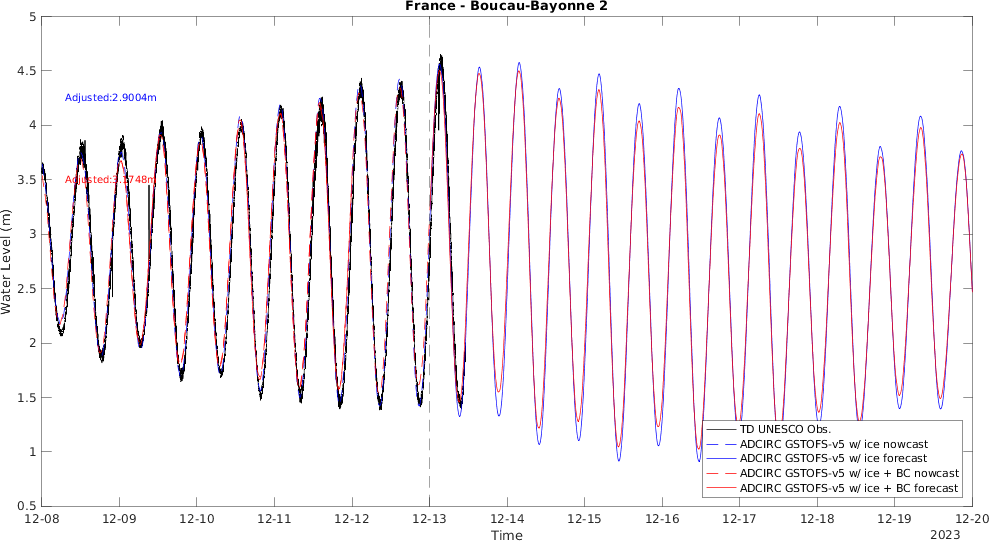 France - Boucau-Bayonne 2
5
4.5
4
3.5
3
2.5
2
1.5
1
0.5
Water Level (m)
Adjusted:2.9004m
Adjusted:3.1748m
TD UNESCO Obs.
ADCIRC GSTOFS-v5 w/ ice nowcast
ADCIRC GSTOFS-v5 w/ ice forecast
ADCIRC GSTOFS-v5 w/ ice + BC nowcast
ADCIRC GSTOFS-v5 w/ ice + BC forecast
12-08 12-09 12-10 12-11 12-12 12-13 12-14 12-15 12-16 12-17 12-18 12-19 12-20
Time
2023